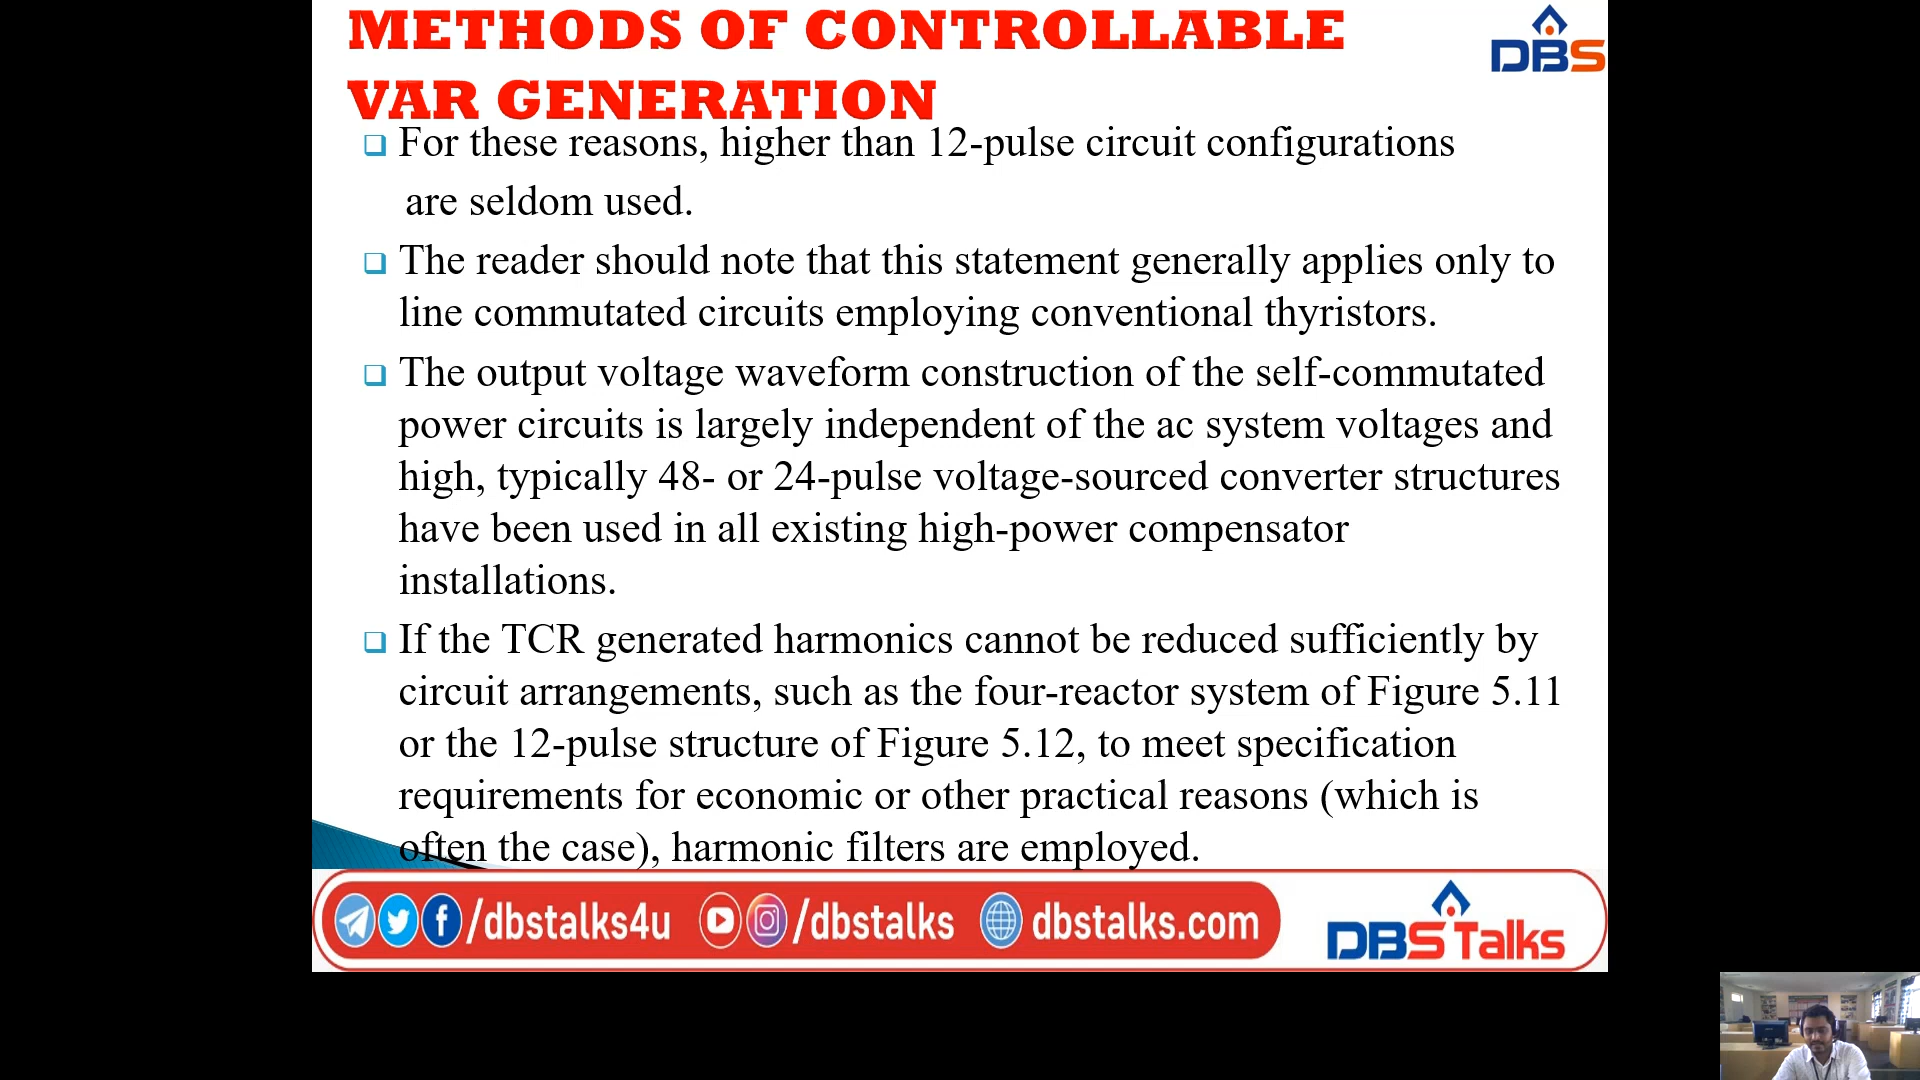 METHODS OF CONTROLLABLE
VAR GENERATION
DBS
For these reasons, higher than 12-pulse circuit configurations
are seldom used.
The reader should note that this statement generally applies only to
line commutated circuits employing conventional thyristors.
The output voltage waveform construction of the self-commutated
power circuits is largely independent of the ac system voltages and
high, typically 48- or 24-pulse voltage-sourced converter structures
have been used in all existing high-power compensator
installations.
If the TCR generated harmonics cannot be reduced sufficiently by
circuit arrangements, such as the four-reactor system of Figure 5.11
or the 12-pulse structure of Figure 5.12, to meet specification
requirements for economic or other practical reasons (which is
often the case), harmonic filters are employed.
/dbstalks4u /dbstalks dbstalks.com
DBS Talks